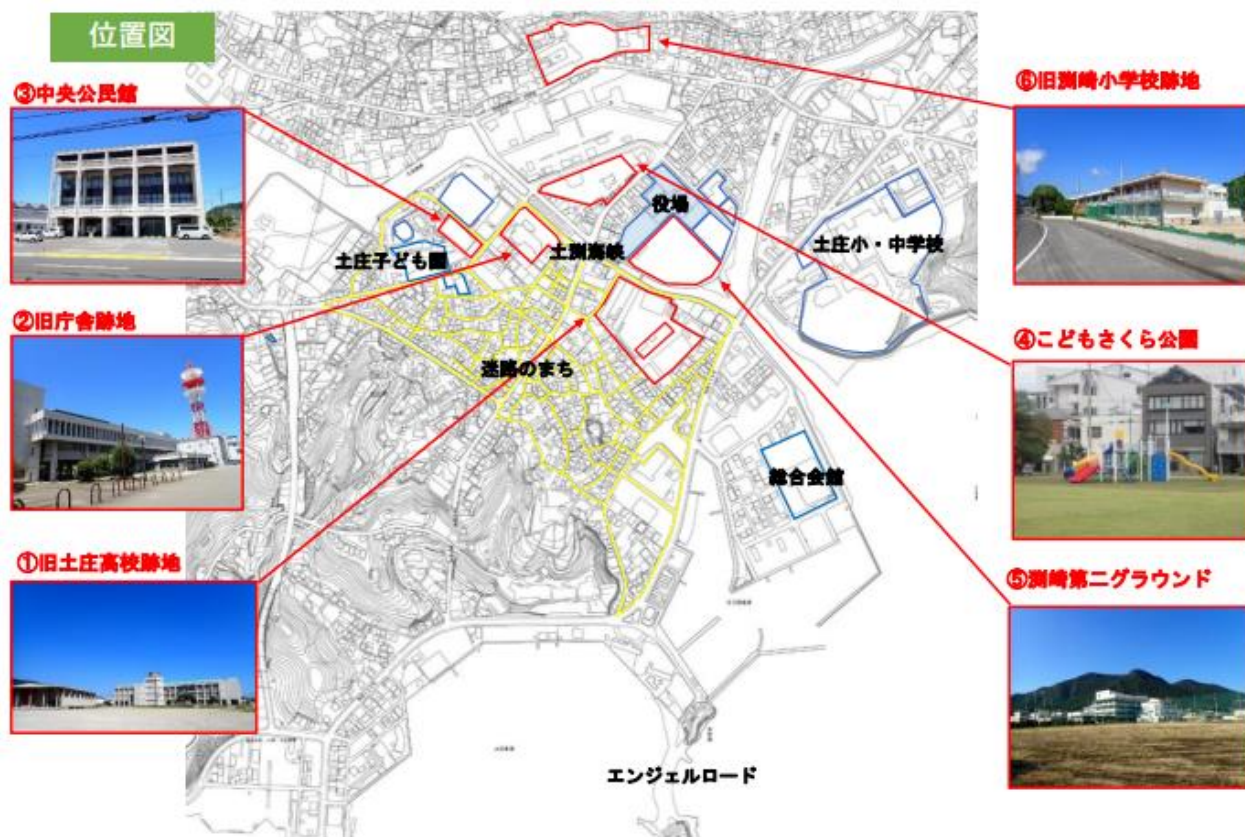 位置図
③中央公民館
⑥旧渕崎小学校跡地
役場
土庄小・中学校
土庄子ども園
土渕海峡
②旧庁舎跡地
④こどもさくら公園
迷路のまち
総合会館
①旧土庄高校跡地
⑤渕崎第二グラウンド
エンジェルロード